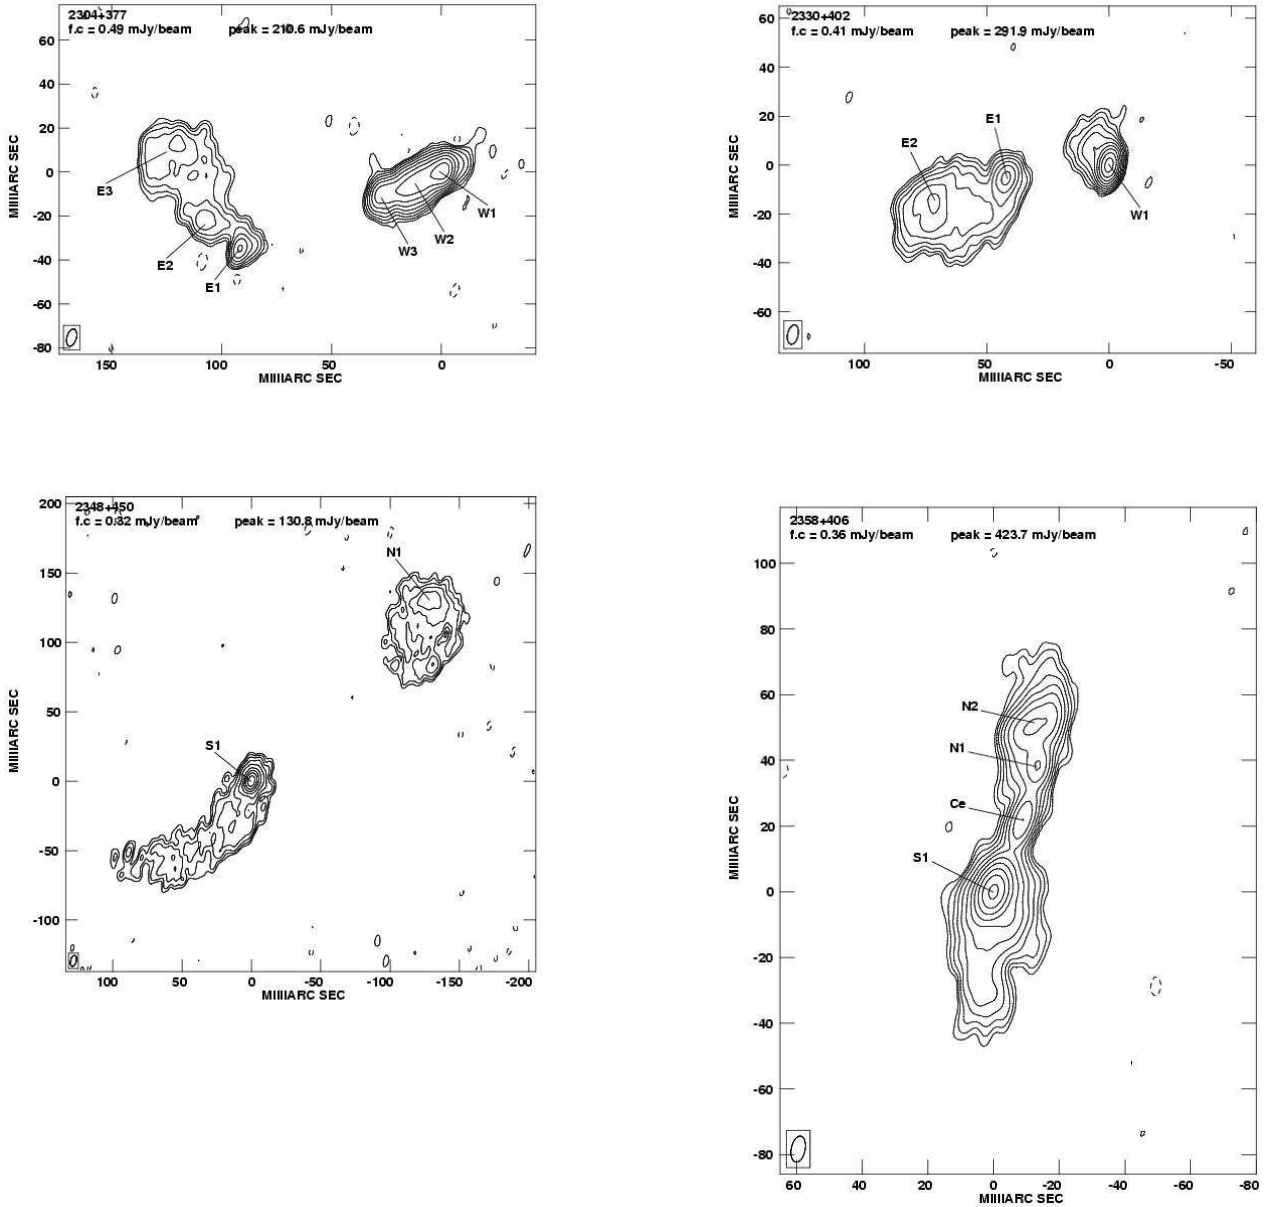 2304+377
f.c = 0.49 mJy/beam peak = 210.6 mJy/beam
60
40
20
0
-20
-40
-60
-80
MIllIARC SEC
E3
E2
E1
W3
W2
W1
150 100 50 0
MIllIARC SEC
2330+402
f.c = 0.41 mJy/beam peak = 291.9 mJy/beam
60
40
20
0
-20
-40
-60
MIllIARC SEC
E1
E2
W1
100 50 0 -50
MIllIARC SEC
2348+450
f.c = 0.32 mJy/beam peak = 130.8 mJy/beam
200
150
100
50
0
-50
-100
MIllIARC SEC
N1
S1
100 50 0 -50 -100 -150 -200
MIllIARC SEC
2358+406
f.c = 0.36 mJy/beam peak = 423.7 mJy/beam
100
80
60
40
20
0
-20
-40
-60
-80
MIllIARC SEC
N2
N1
Ce
S1
60 40 20 0 -20 -40 -60 -80
MIllIARC SEC